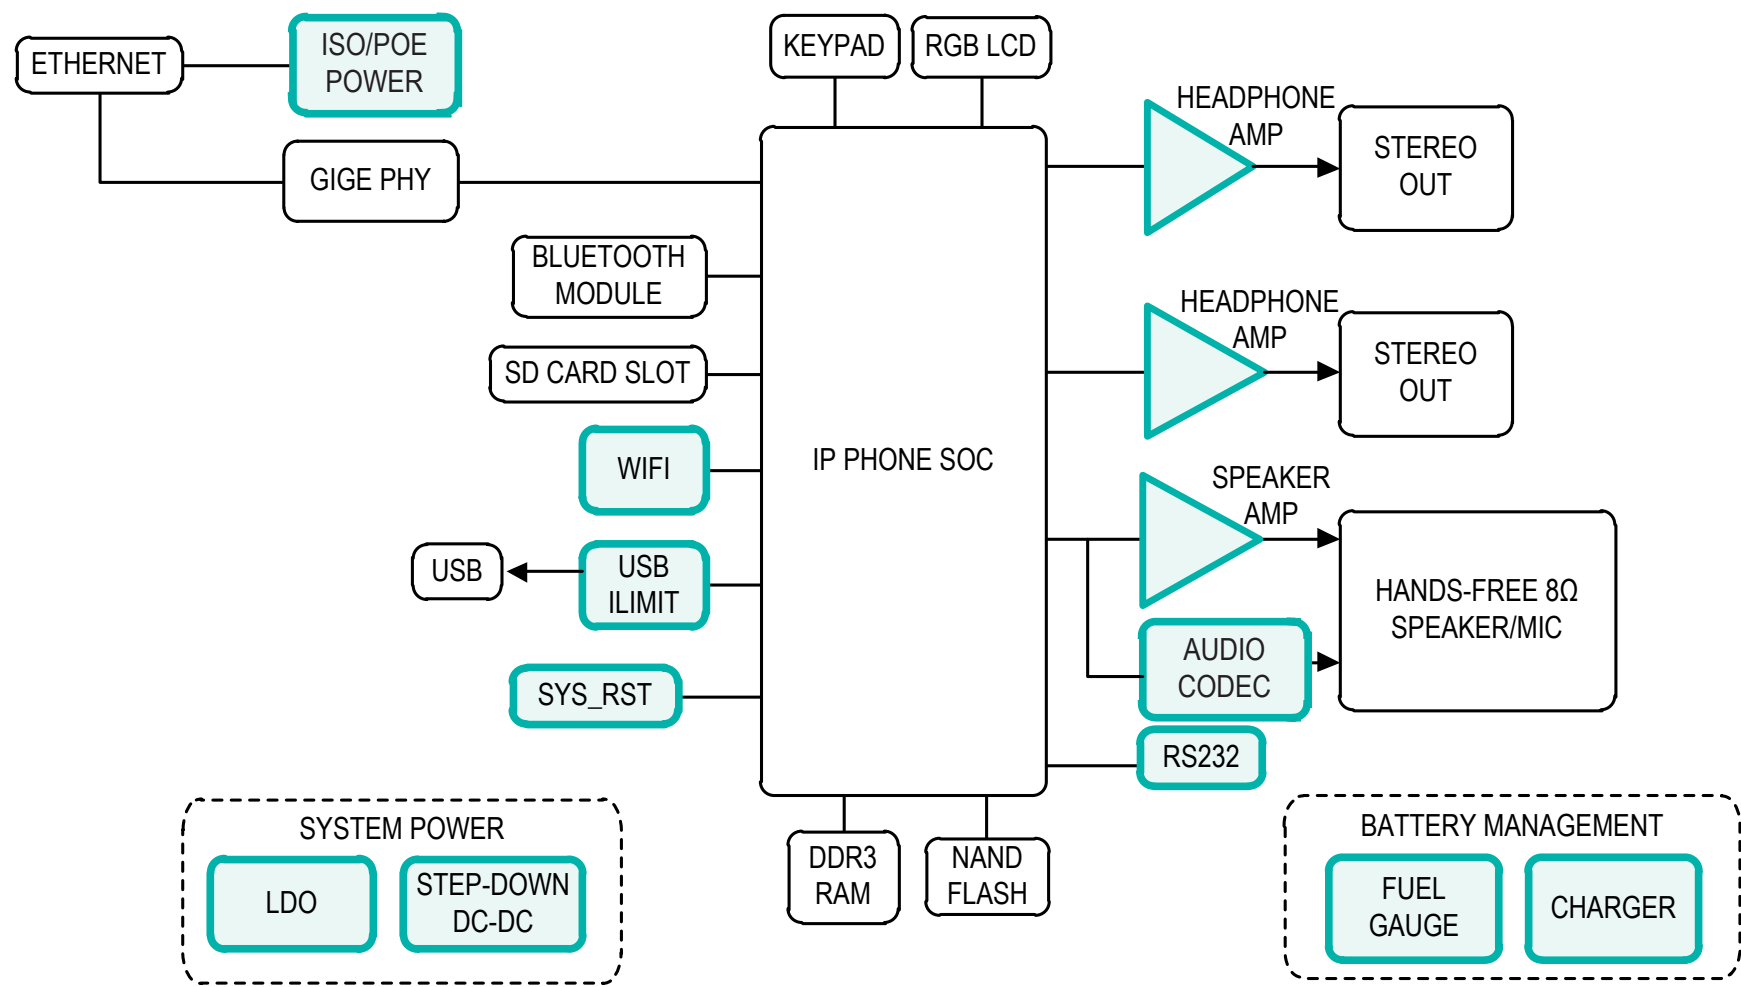 ETHERNET
ISO/POE
POWER
KEYPAD
RGB LCD
HEADPHONE
AMP
STEREO
OUT
GIGE PHY
BLUETOOTH
MODULE
HEADPHONE
AMP
STEREO
OUT
SD CARD SLOT
WIFI
IP PHONE SOC
SPEAKER
AMP
USB
USB
ILIMIT
HANDS-FREE 8Ω
SPEAKER/MIC
AUDIO
CODEC
SYS_RST
RS232
SYSTEM POWER
LDO
STEP-DOWN
DC-DC
DDR3
RAM
NAND
FLASH
BATTERY MANAGEMENT
FUEL
GAUGE
CHARGER